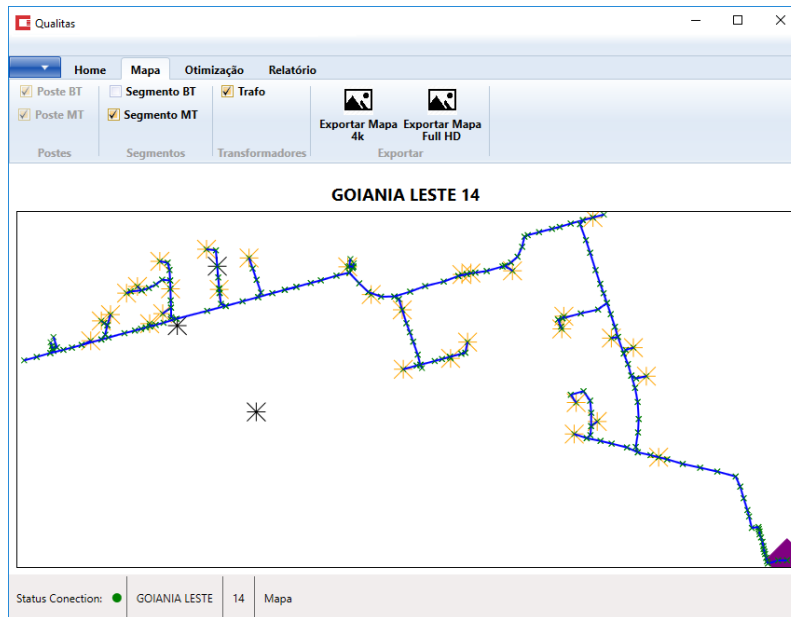 Qualitas
Home Mapa Otimização Relatório
Poste BT Segmento BT Trafo
Poste MT Segmento MT
Exportar Mapa 4k Exportar Mapa Full HD
Postes Segmentos Transformadores Exportar
GOIANIA LESTE 14
Status Conection: GOIANIA LESTE 14 Mapa